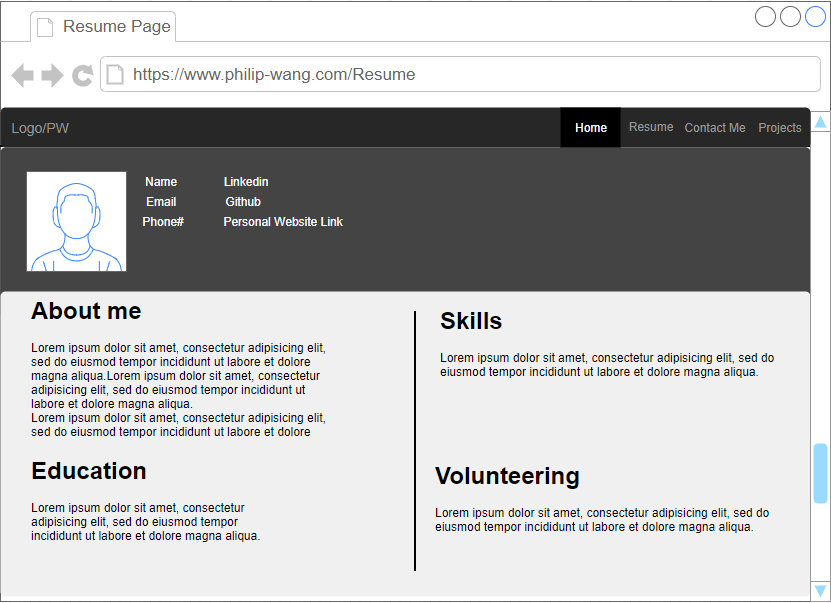 Resume Page
https://www.philip-wang.com/Resume
Logo/PW
Home Resume Contact Me Projects
Name Linkedin
Email Github
Phone# Personal Website Link
About me
Lorem ipsum dolor sit amet, consectetur adipisicing elit,
sed do eiusmod tempor incididunt ut labore et dolore
magna aliqua.Lorem ipsum dolor sit amet, consectetur
adipisicing elit, sed do eiusmod tempor incididunt ut
labore et dolore magna aliqua.
Lorem ipsum dolor sit amet, consectetur adipisicing elit,
sed do eiusmod tempor incididunt ut labore et dolore
Education
Lorem ipsum dolor sit amet, consectetur
adipisicing elit, sed do eiusmod tempor
incididunt ut labore et dolore magna aliqua.
Skills
Lorem ipsum dolor sit amet, consectetur adipisicing elit, sed do
eiusmod tempor incididunt ut labore et dolore magna aliqua.
Volunteering
Lorem ipsum dolor sit amet, consectetur adipisicing elit, sed do
eiusmod tempor incididunt ut labore et dolore magna aliqua.